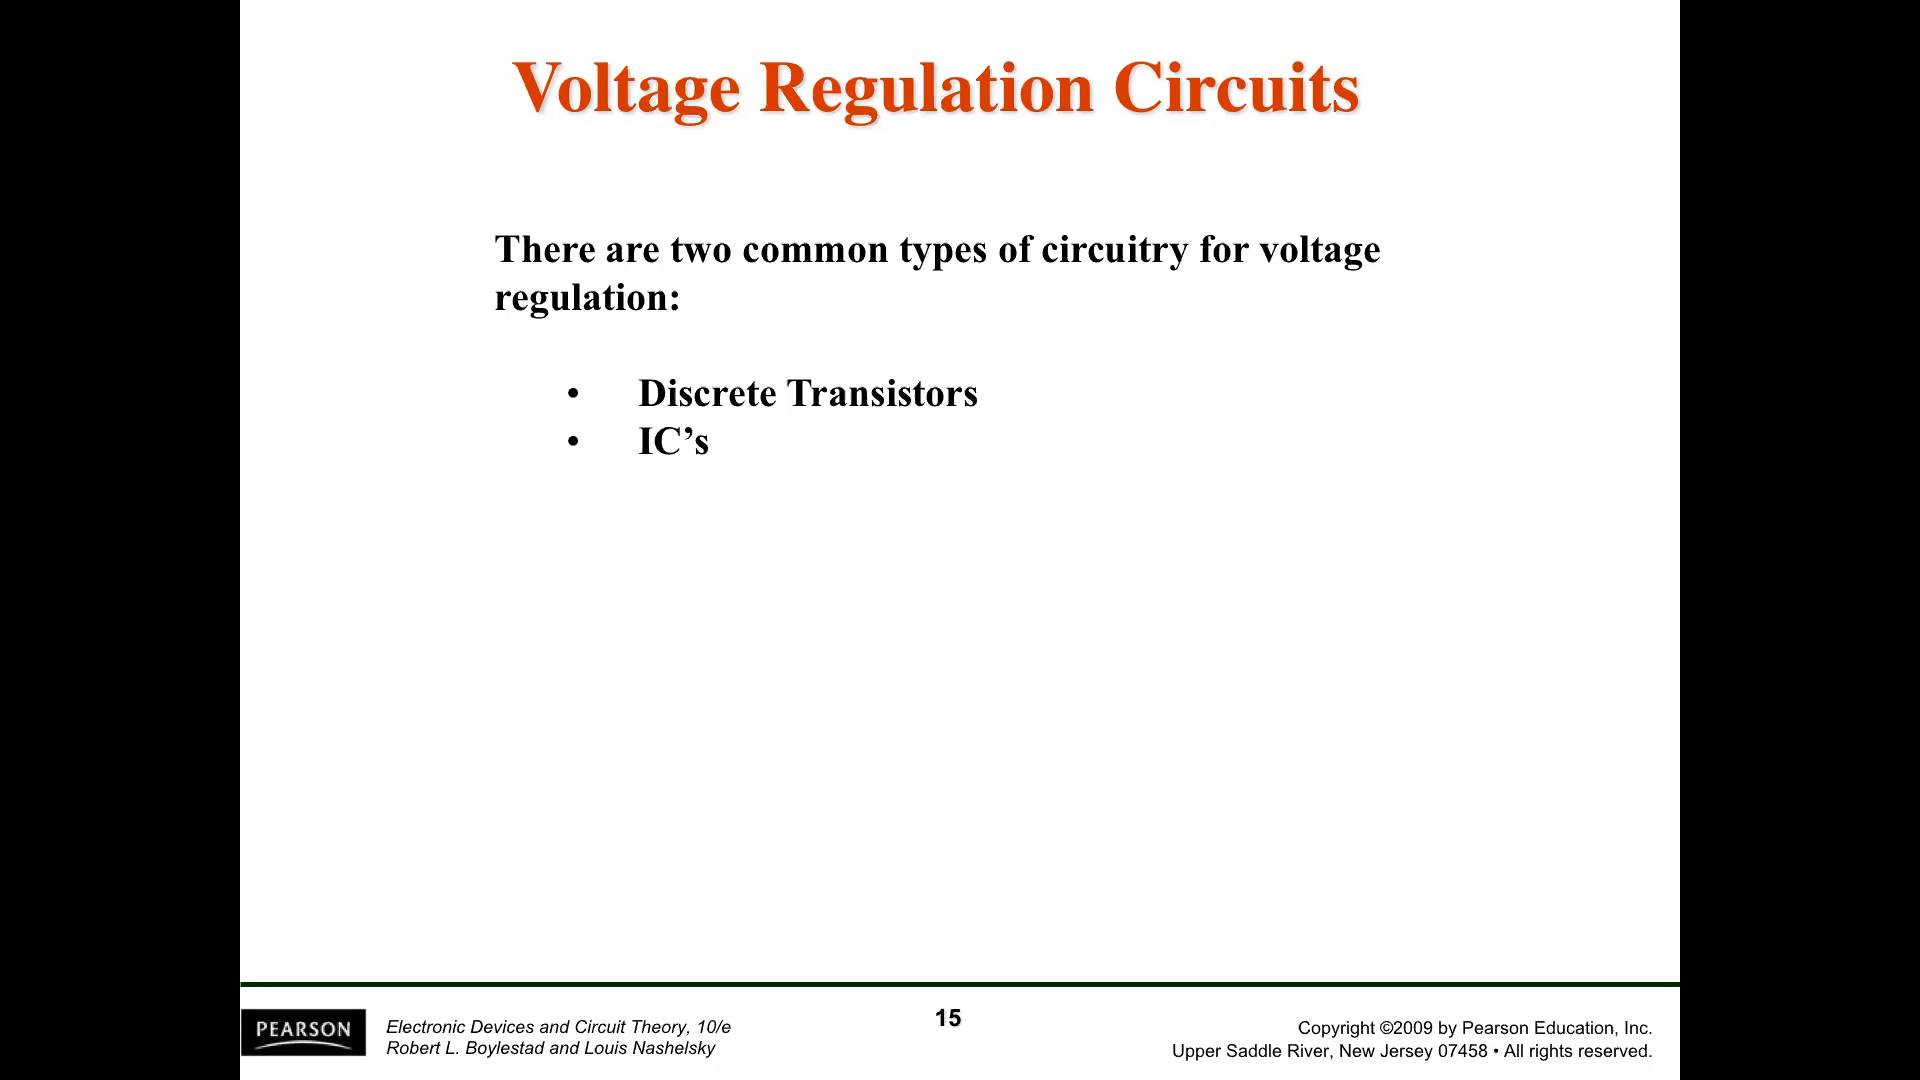 Voltage Regulation Circuits
There are two common types of circuitry for voltage
regulation:
• Discrete Transistors
• IC’s
PEARSON
Electronic Devices and Circuit Theory, 10/e
Robert L. Boylestad and Louis Nashelsky
15
Copyright ©2009 by Pearson Education, Inc.
Upper Saddle River, New Jersey 07458 • All rights reserved.